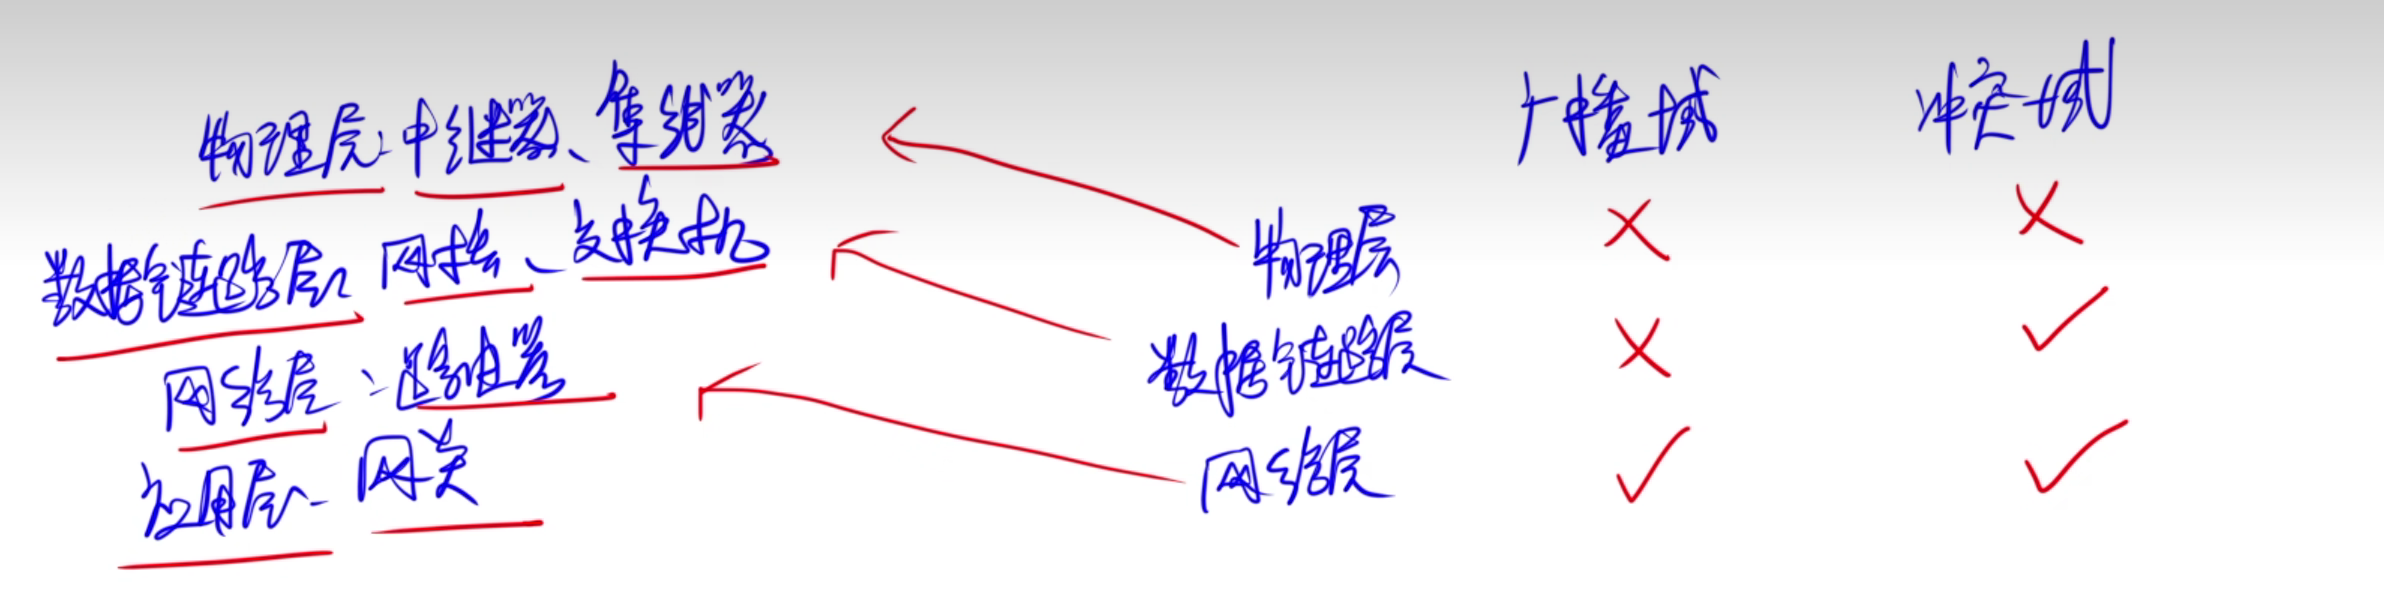 物理层:中继器、集线器
数据链路层:网桥、交换机
网络层:路由器
应用层:网关
广播域 冲突域
物理层 × ×
数据链路层 × ✓
网络层 ✓ ✓